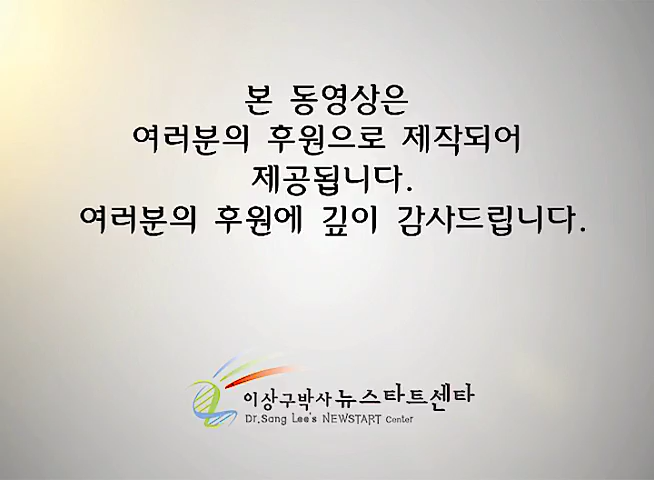 본 동영상은
여러분의 후원으로 제작되어
제공됩니다.
여러분의 후원에 깊이 감사드립니다.
이상구박사 뉴스타트센타
Dr.Sang Lee's NEWSTART Center